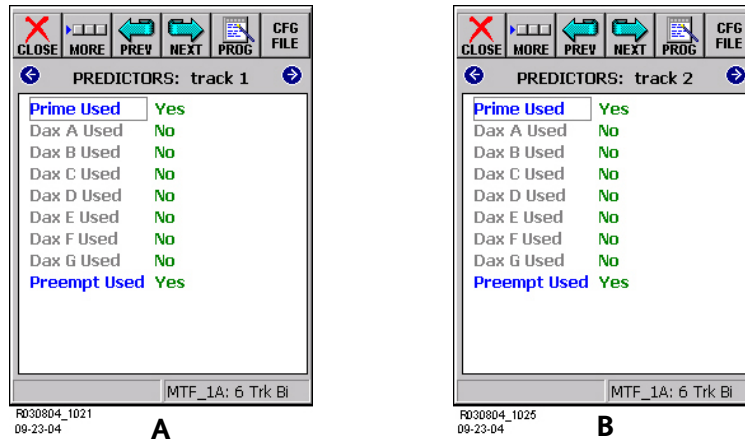 CLOSE MORE PREV NEXT PROG CFG FILE
PREDICTORS: track 1
Prime Used Yes
Dax A Used No
Dax B Used No
Dax C Used No
Dax D Used No
Dax E Used No
Dax F Used No
Dax G Used No
Preempt Used Yes
MTF_1A: 6 Trk Bi
R030804_1021
09-23-04
A
CLOSE MORE PREV NEXT PROG CFG FILE
PREDICTORS: track 2
Prime Used Yes
Dax A Used No
Dax B Used No
Dax C Used No
Dax D Used No
Dax E Used No
Dax F Used No
Dax G Used No
Preempt Used Yes
MTF_1A: 6 Trk Bi
R030804_1025
09-23-04
B